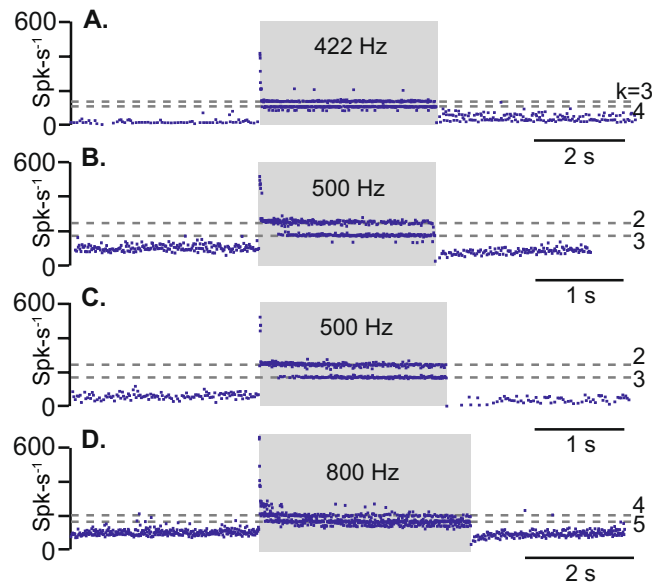 A.
600
422 Hz
Spk-s⁻¹
k=3
4
0
2 s
B.
600
500 Hz
Spk-s⁻¹
2
3
0
1 s
C.
600
500 Hz
Spk-s⁻¹
2
3
0
1 s
D.
600
800 Hz
Spk-s⁻¹
4
5
0
2 s